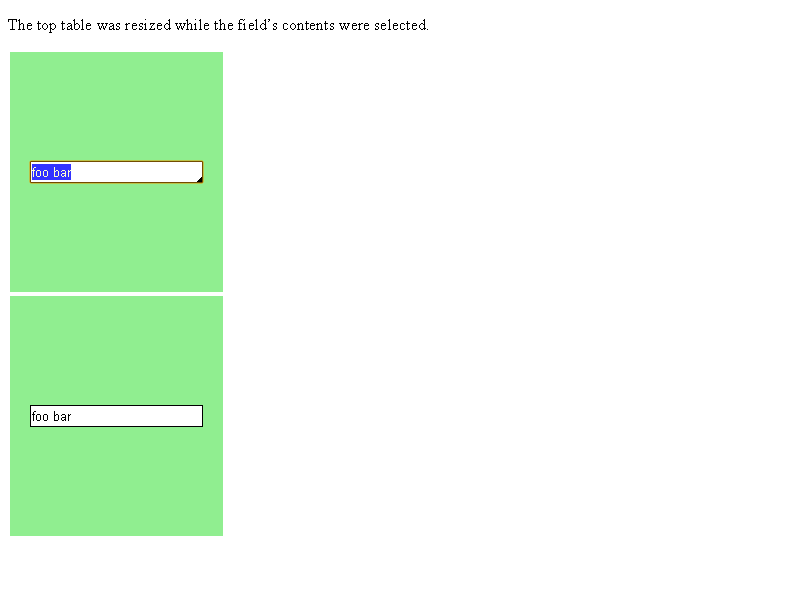 The top table was resized while the field’s contents were selected.
foo bar
foo bar